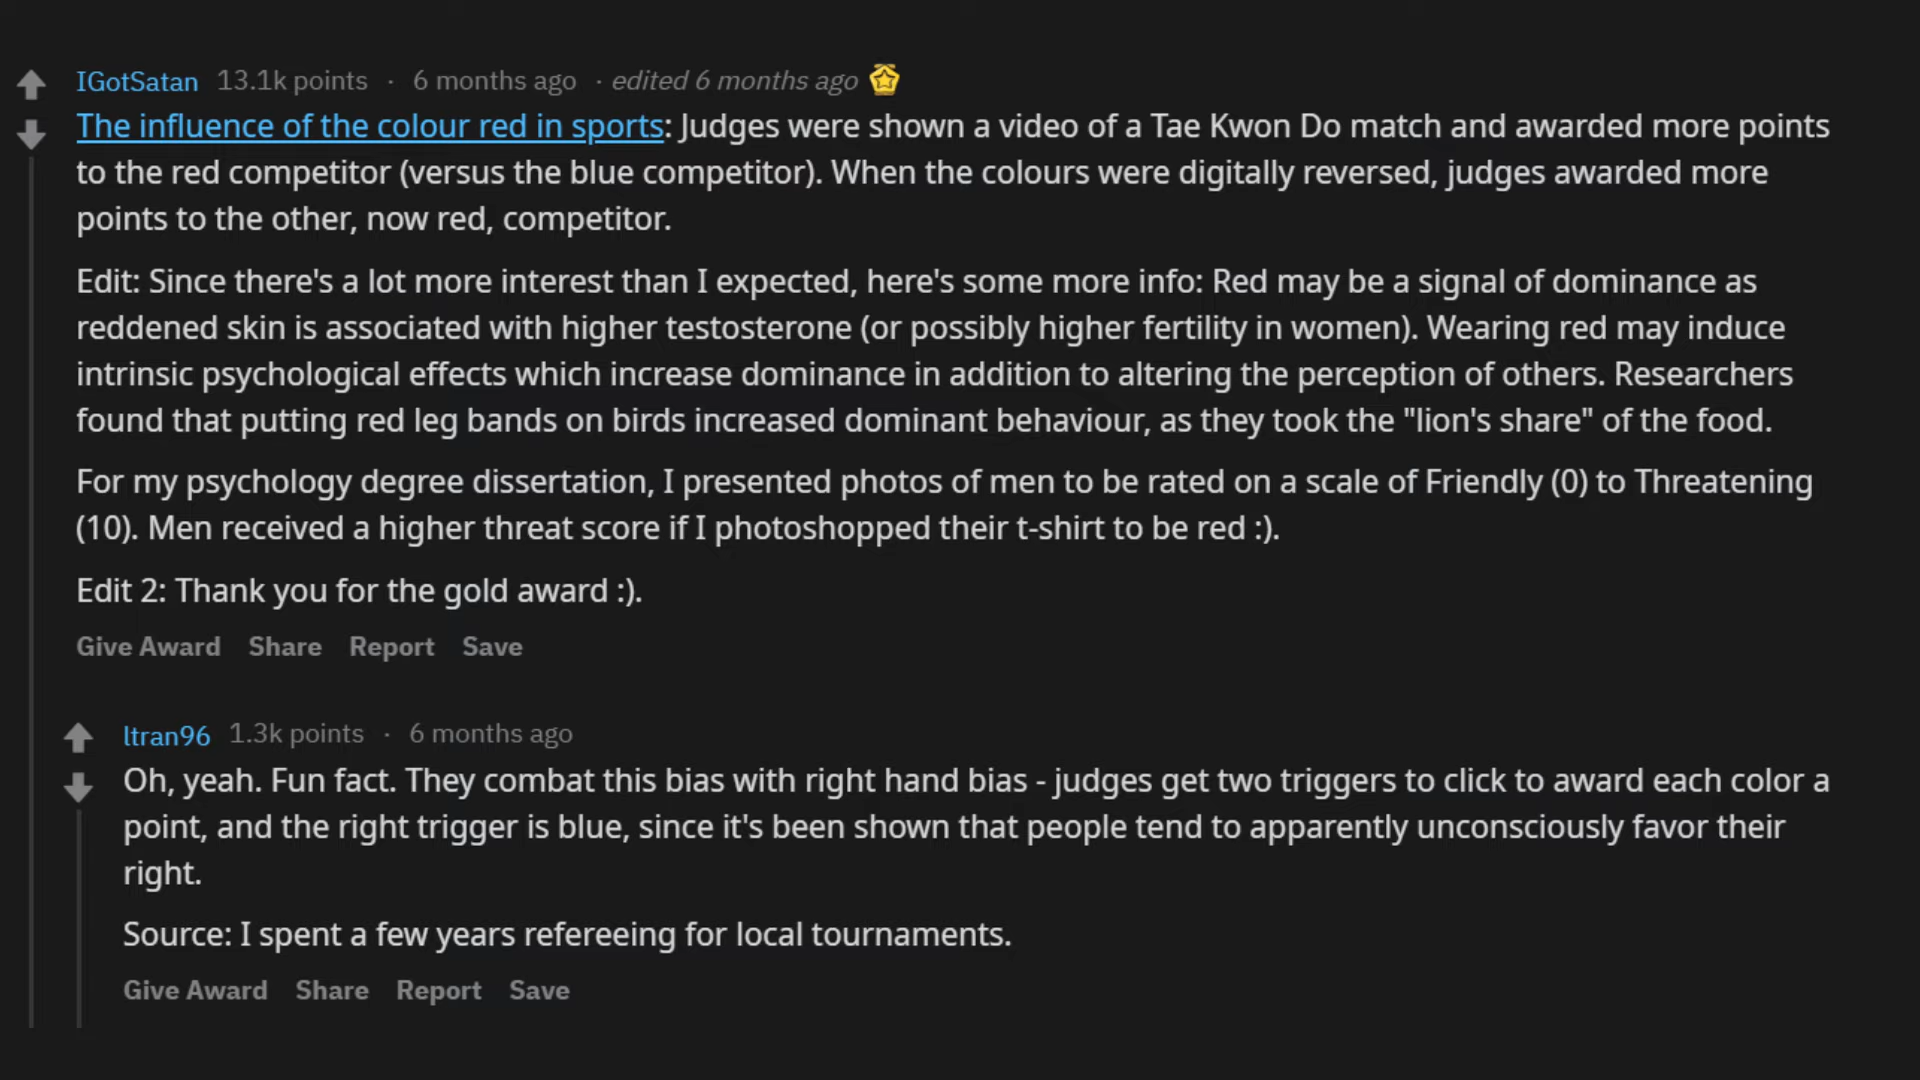 IGotSatan 13.1k points · 6 months ago · edited 6 months ago
The influence of the colour red in sports: Judges were shown a video of a Tae Kwon Do match and awarded more points
to the red competitor (versus the blue competitor). When the colours were digitally reversed, judges awarded more
points to the other, now red, competitor.
Edit: Since there's a lot more interest than I expected, here's some more info: Red may be a signal of dominance as
reddened skin is associated with higher testosterone (or possibly higher fertility in women). Wearing red may induce
intrinsic psychological effects which increase dominance in addition to altering the perception of others. Researchers
found that putting red leg bands on birds increased dominant behaviour, as they took the "lion's share" of the food.
For my psychology degree dissertation, I presented photos of men to be rated on a scale of Friendly (0) to Threatening
(10). Men received a higher threat score if I photoshopped their t-shirt to be red :).
Edit 2: Thank you for the gold award :).
Give Award Share Report Save
ltran96 1.3k points · 6 months ago
Oh, yeah. Fun fact. They combat this bias with right hand bias - judges get two triggers to click to award each color a
point, and the right trigger is blue, since it's been shown that people tend to apparently unconsciously favor their
right.
Source: I spent a few years refereeing for local tournaments.
Give Award Share Report Save